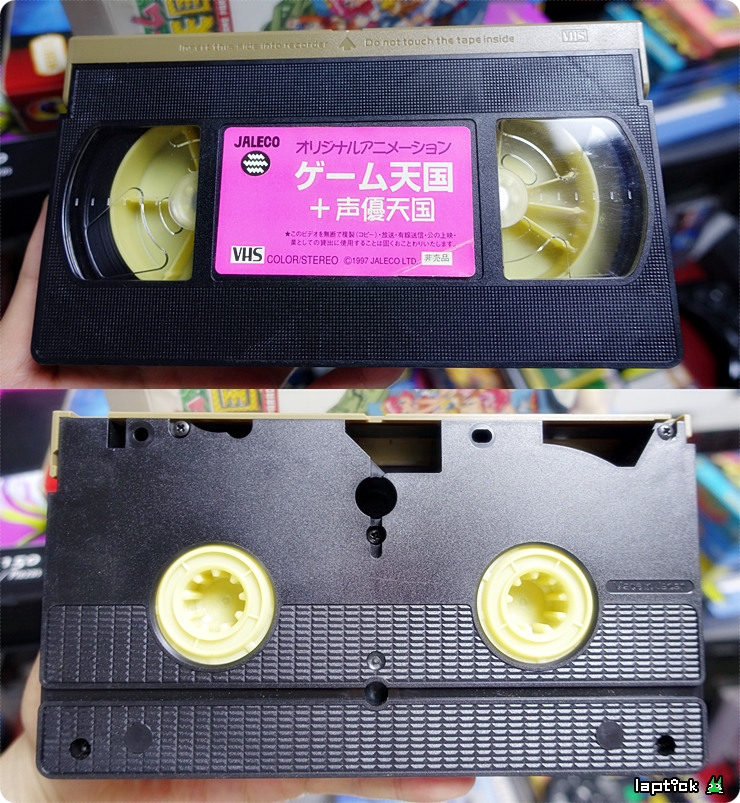 Insert this side into recorder Do not touch the tape inside VHS
JALECO
オリジナルアニメーション
ゲーム天国
+声優天国
★このビデオを無断で複製(コピー)・放送・有線送信・公の上映・
業としての貸出に使用することは固くおことわりいたします。
VHS COLOR/STEREO ©1997 JALECO LTD. 非売品
Made in Japan
laptick